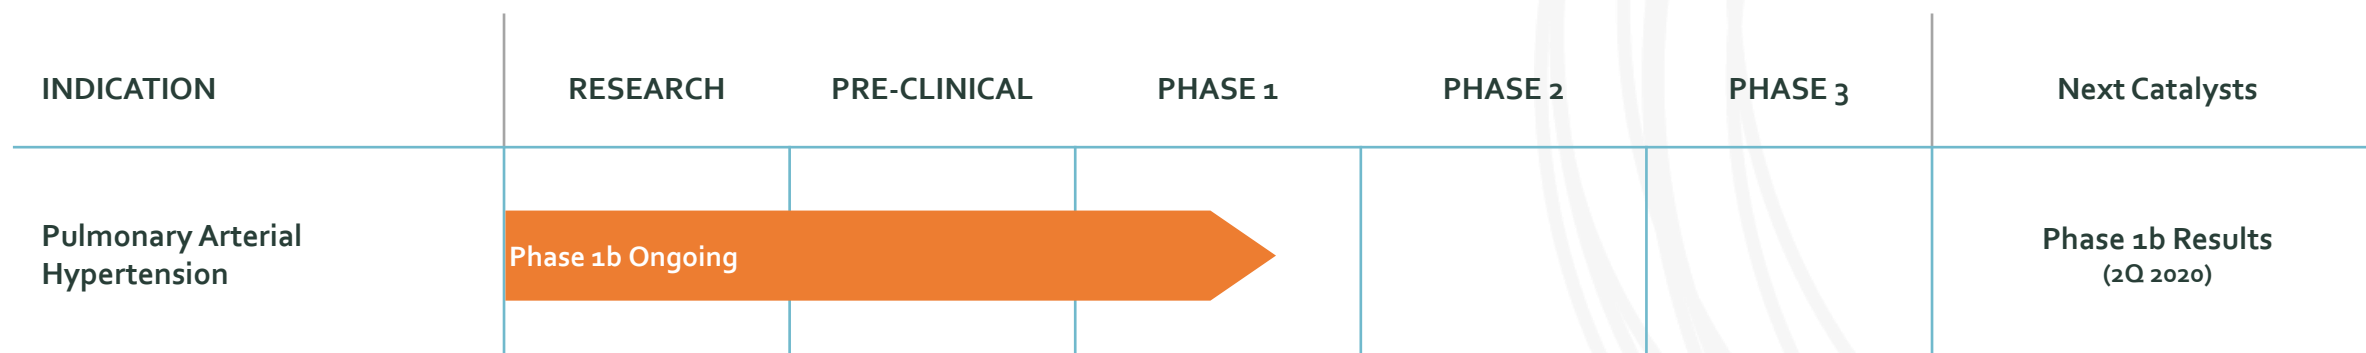 INDICATION RESEARCH PRE-CLINICAL PHASE 1 PHASE 2 PHASE 3 Next Catalysts
Pulmonary Arterial
Hypertension
Phase 1b Ongoing
Phase 1b Results
(2Q 2020)